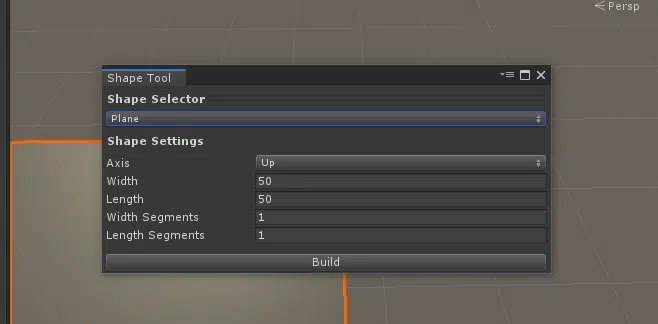 Persp
Shape Tool
Shape Selector
Plane
Shape Settings
Axis Up
Width 50
Length 50
Width Segments 1
Length Segments 1
Build